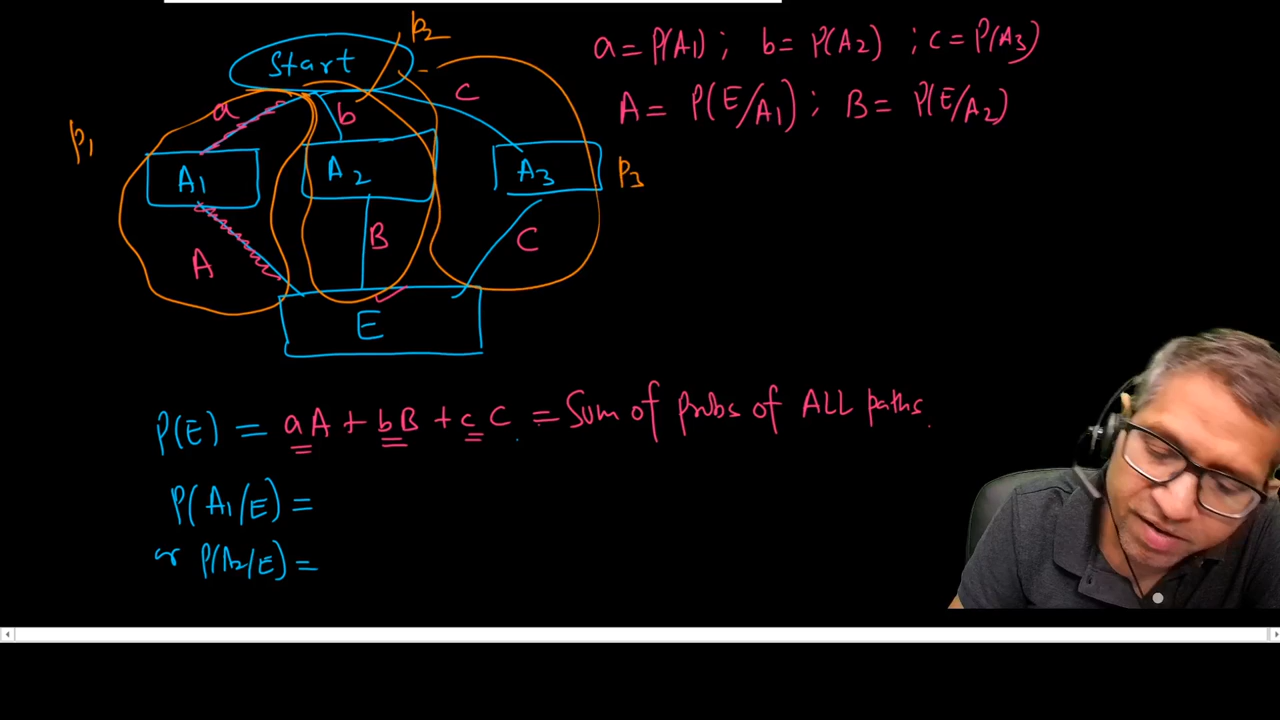 P2
Start
a = P(A1) ; b = P(A2) ; c = P(A3)
A = P(E/A1) ; B = P(E/A2)
a b c
P1
A1 A2 A3 P3
A B C
E
P(E) = aA + bB + cC = Sum of probs of ALL paths.
P(A1/E) =
or P(A2/E) =